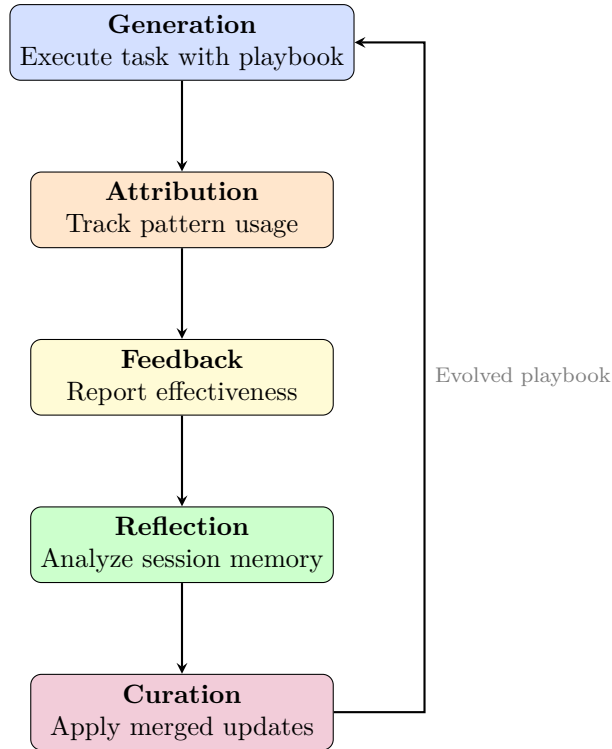 Generation
Execute task with playbook
Attribution
Track pattern usage
Feedback
Report effectiveness
Evolved playbook
Reflection
Analyze session memory
Curation
Apply merged updates